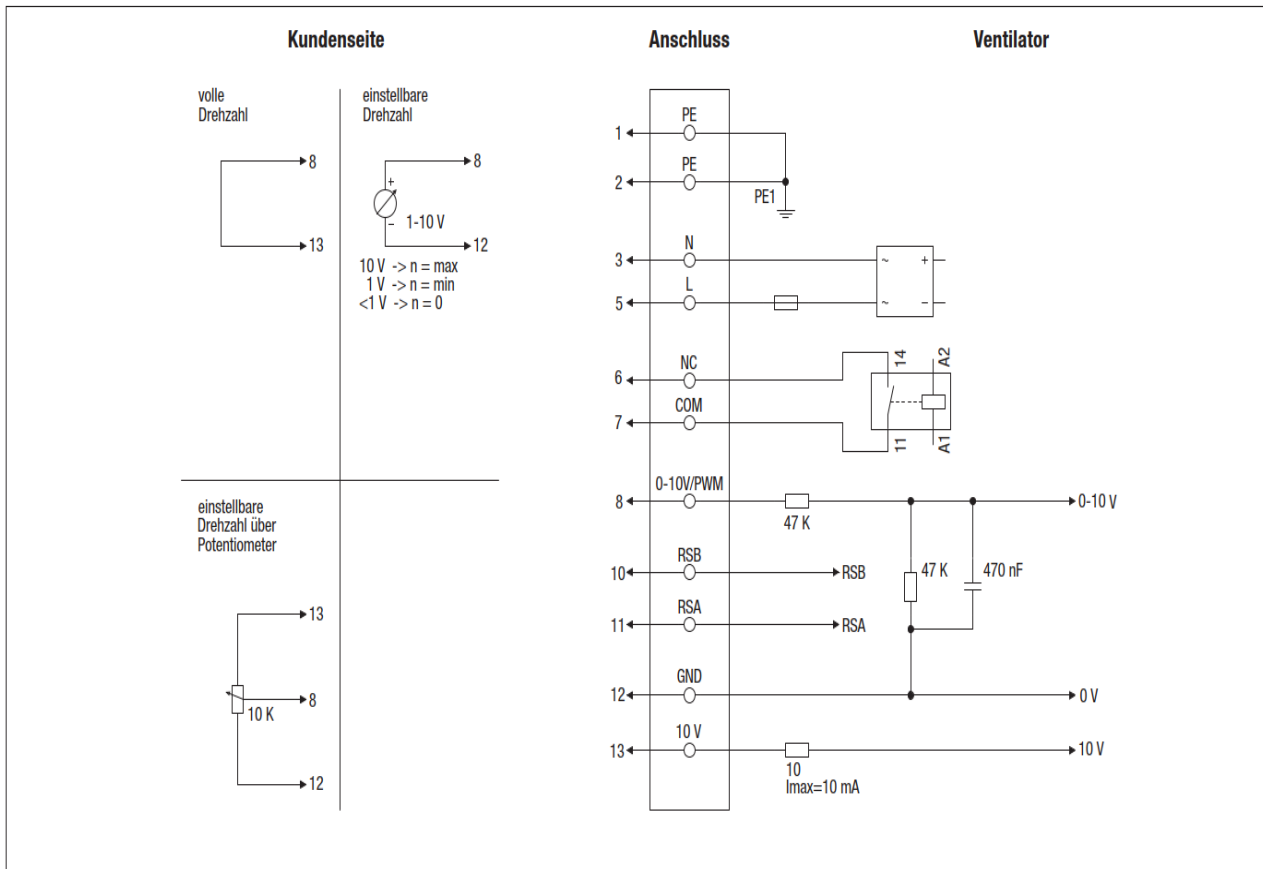 Kundenseite
Anschluss
Ventilator
volle
Drehzahl
8
13
einstellbare
Drehzahl
8
+
−
1-10 V
12
10 V -> n = max
1 V -> n = min
<1 V -> n = 0
einstellbare
Drehzahl über
Potentiometer
13
8
10 K
12
PE
1
PE
2
PE1
N
3
~ +
L
5
~ −
NC
6
14
A2
COM
7
11
A1
0-10V/PWM
8
47 K
0-10 V
47 K
470 nF
RSB
10
RSB
RSA
11
RSA
GND
12
0 V
10 V
13
10
Imax=10 mA
10 V